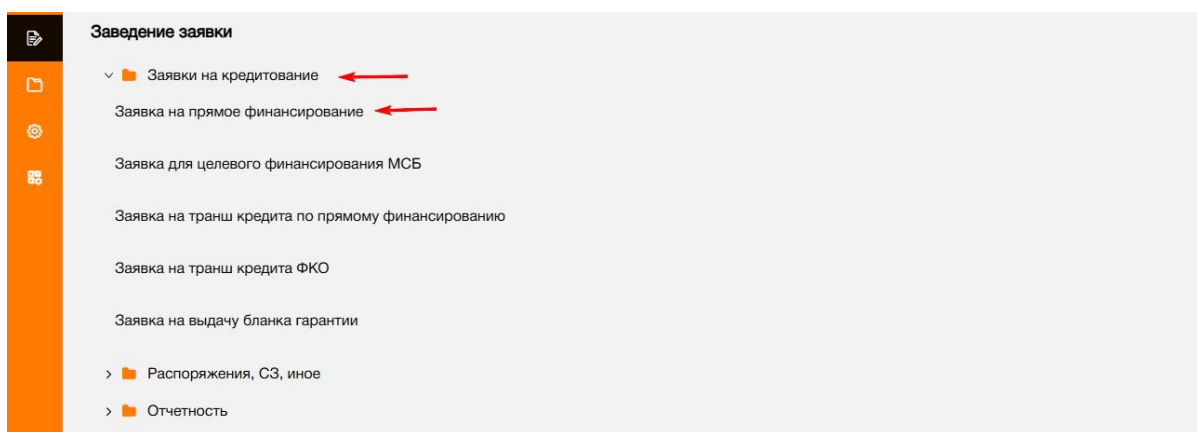 Заведение заявки
Заявки на кредитование
Заявка на прямое финансирование
Заявка для целевого финансирования МСБ
Заявка на транш кредита по прямому финансированию
Заявка на транш кредита ФКО
Заявка на выдачу бланка гарантии
Распоряжения, СЗ, иное
Отчетность